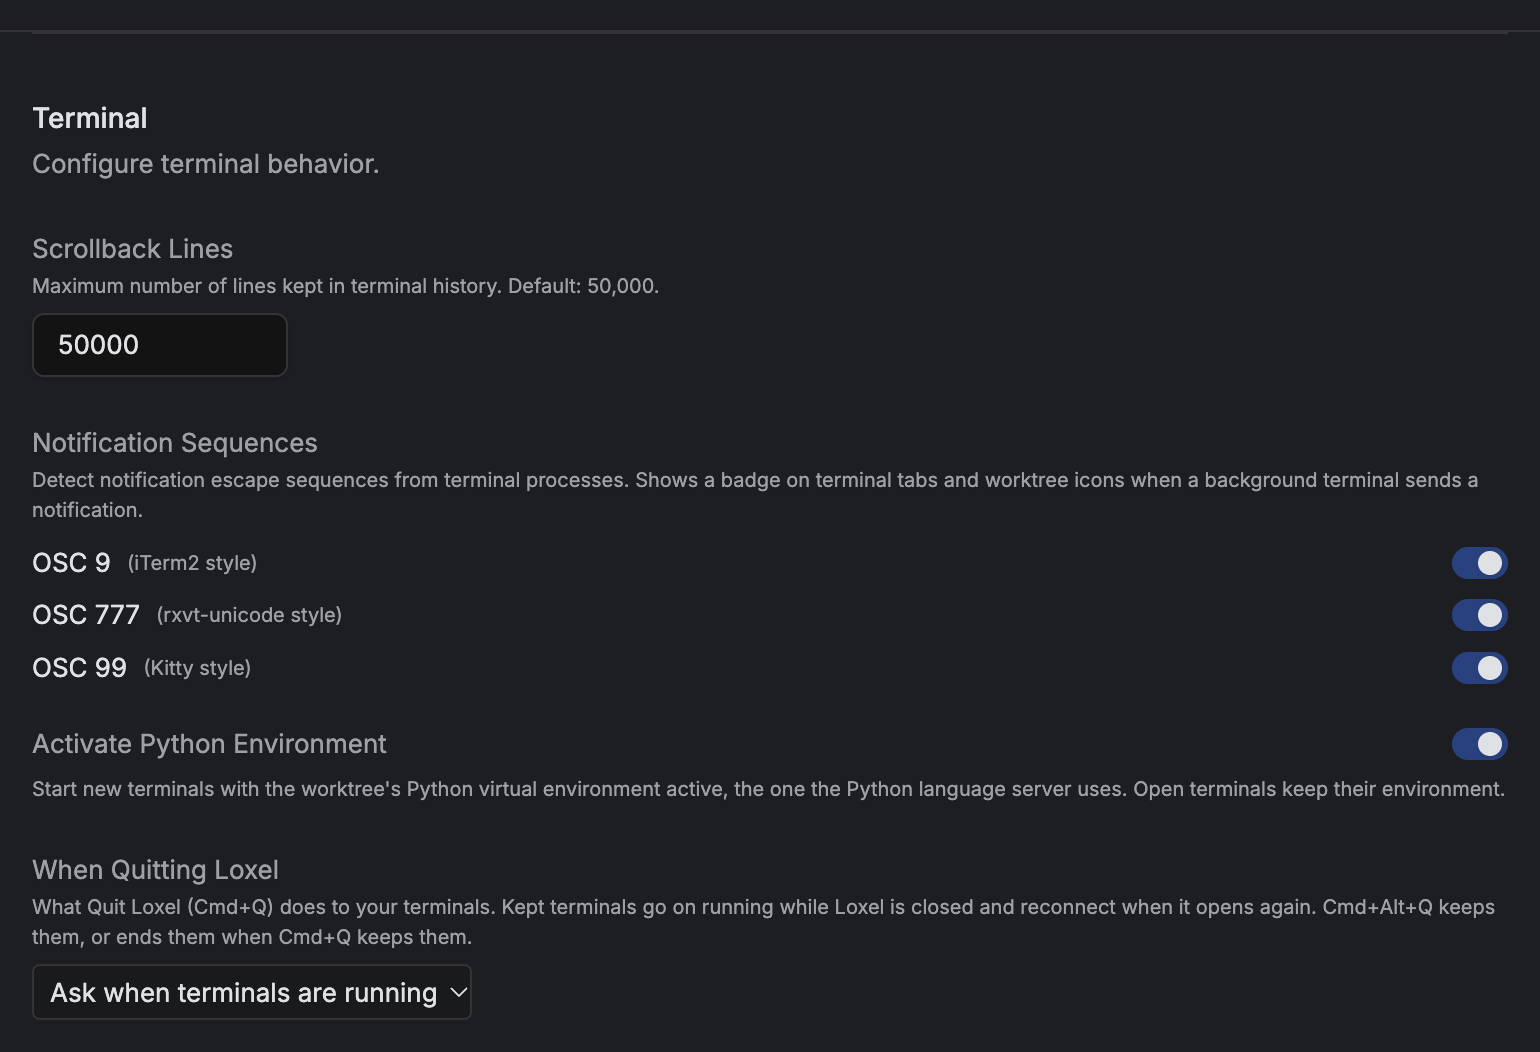 Terminal
Configure terminal behavior.
Scrollback Lines
Maximum number of lines kept in terminal history. Default: 50,000.
50000
Notification Sequences
Detect notification escape sequences from terminal processes. Shows a badge on terminal tabs and worktree icons when a background terminal sends a
notification.
OSC 9 (iTerm2 style)
OSC 777 (rxvt-unicode style)
OSC 99 (Kitty style)
Activate Python Environment
Start new terminals with the worktree's Python virtual environment active, the one the Python language server uses. Open terminals keep their environment.
When Quitting Loxel
What Quit Loxel (Cmd+Q) does to your terminals. Kept terminals go on running while Loxel is closed and reconnect when it opens again. Cmd+Alt+Q keeps
them, or ends them when Cmd+Q keeps them.
Ask when terminals are running